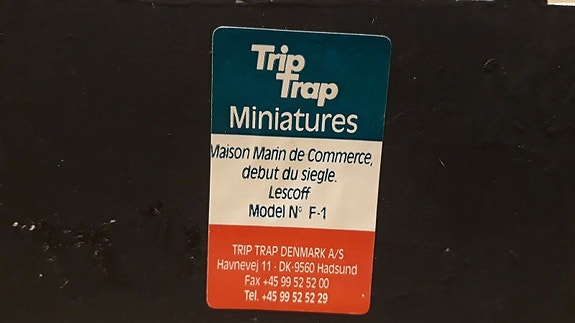 Trip
Trap
Miniatures
Maison Marin de Commerce,
debut du siegle.
Lescoff
Model N° F-1
TRIP TRAP DENMARK A/S
Havnevej 11 · DK-9560 Hadsund
Fax +45 99 52 52 00
Tel. +45 99 52 52 29